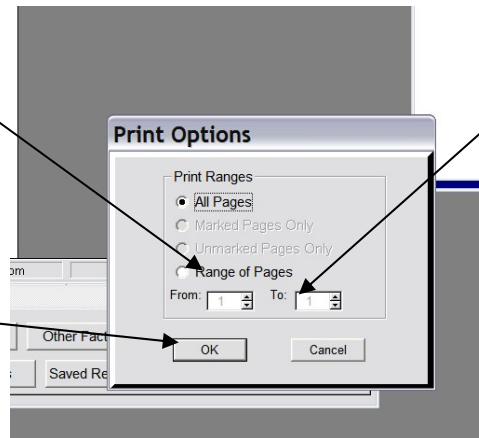 Print Options
Print Ranges
All Pages
Marked Pages Only
Unmarked Pages Only
Range of Pages
From: 1 To: 1
OK Cancel
om
Other Fact
s Saved Re